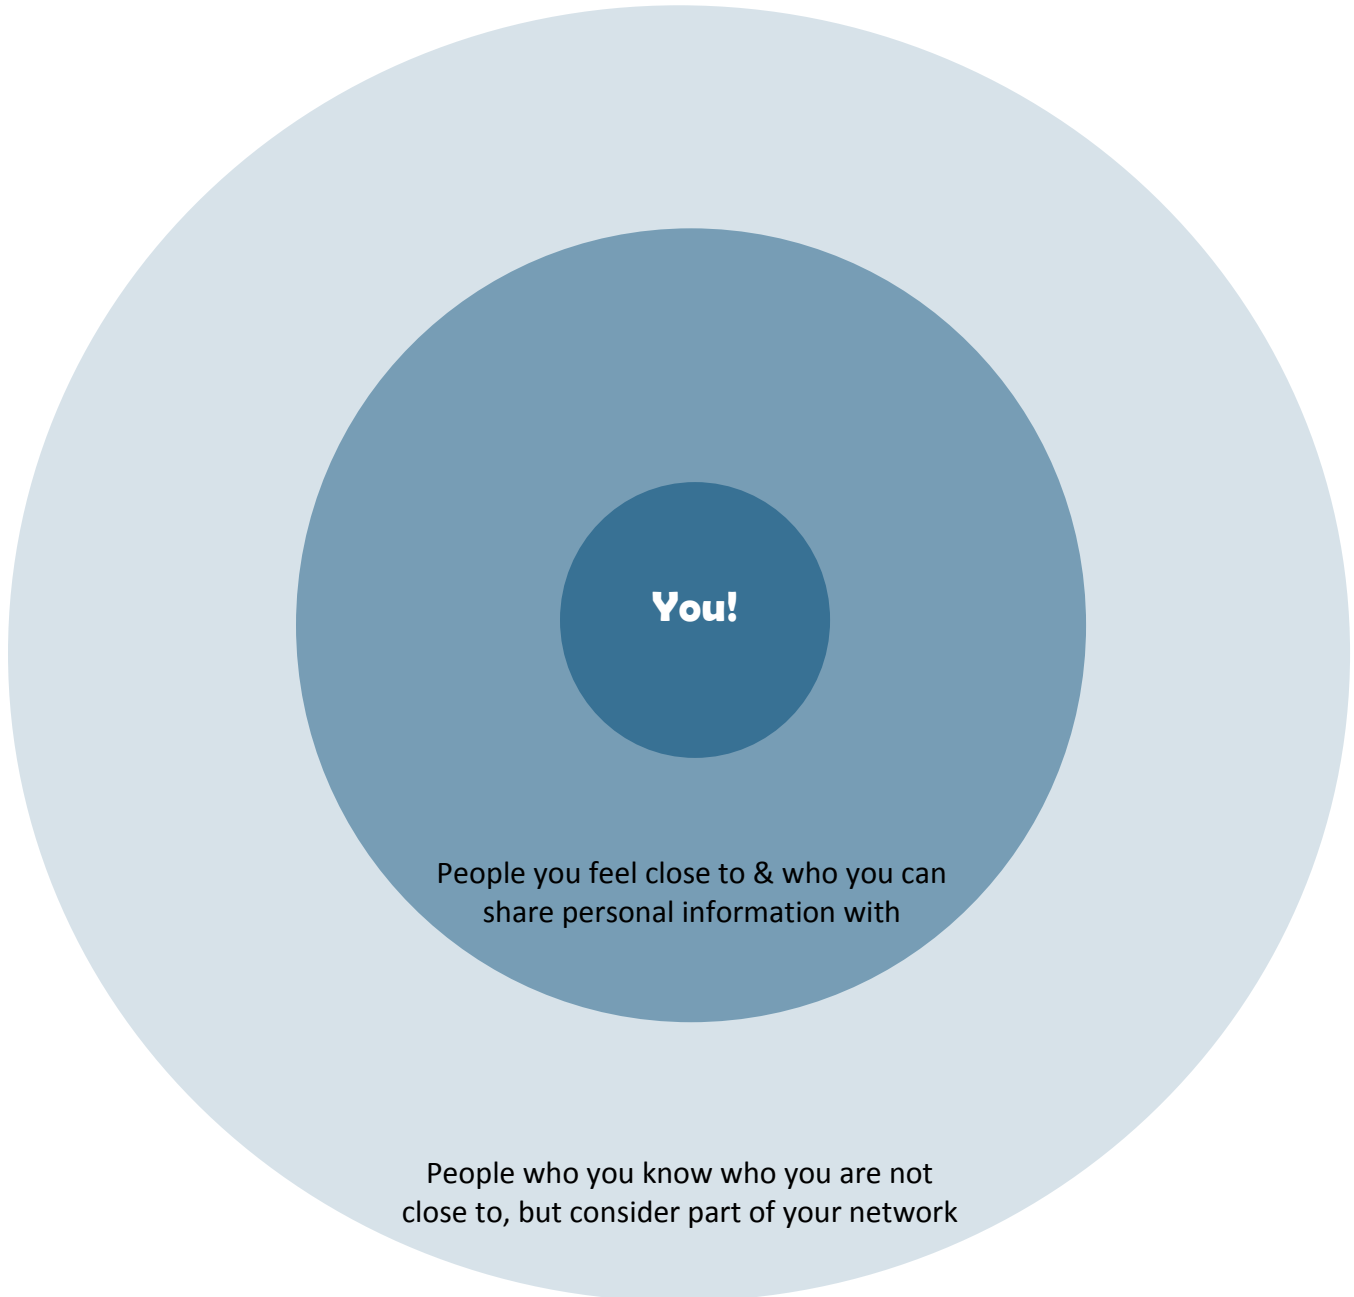 You!
People you feel close to & who you can
share personal information with
People who you know who you are not
close to, but consider part of your network